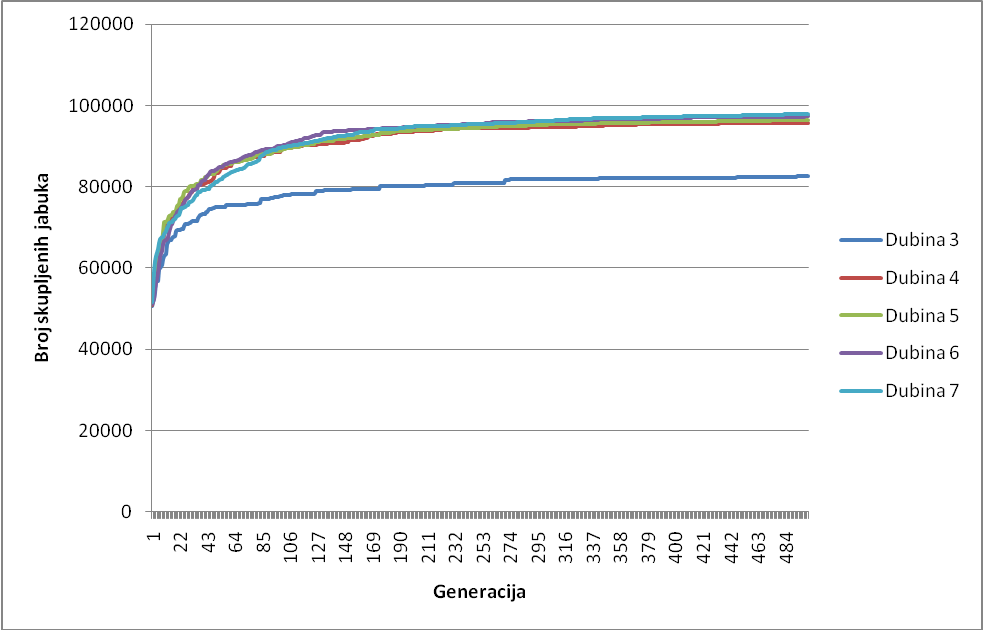 120000
100000
80000
60000
40000
20000
0
Broj skupljenih jabuka
1 22 43 64 85 106 127 148 169 190 211 232 253 274 295 316 337 358 379 400 421 442 463 484
Generacija
Dubina 3
Dubina 4
Dubina 5
Dubina 6
Dubina 7